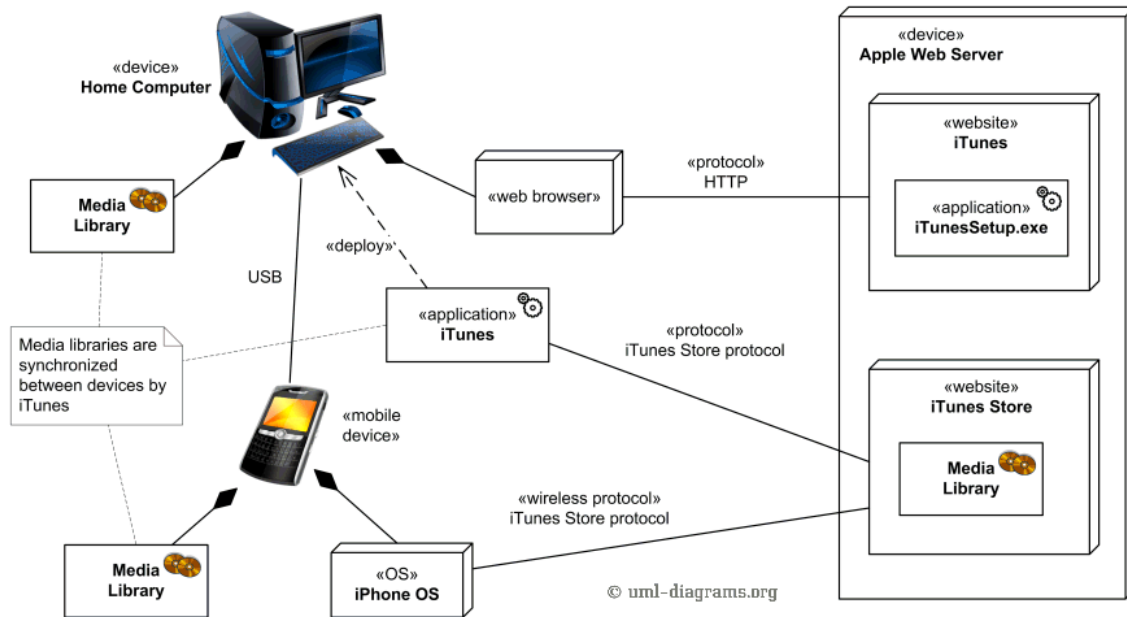 «device»
Home Computer
«device»
Apple Web Server
«website»
iTunes
«protocol»
HTTP
«web browser»
«application»
iTunesSetup.exe
Media
Library
«deploy»
USB
«application»
iTunes
Media libraries are
synchronized
between devices by
iTunes
«protocol»
iTunes Store protocol
«website»
iTunes Store
«mobile
device»
Media
Library
«wireless protocol»
iTunes Store protocol
Media
Library
«OS»
iPhone OS
© uml-diagrams.org